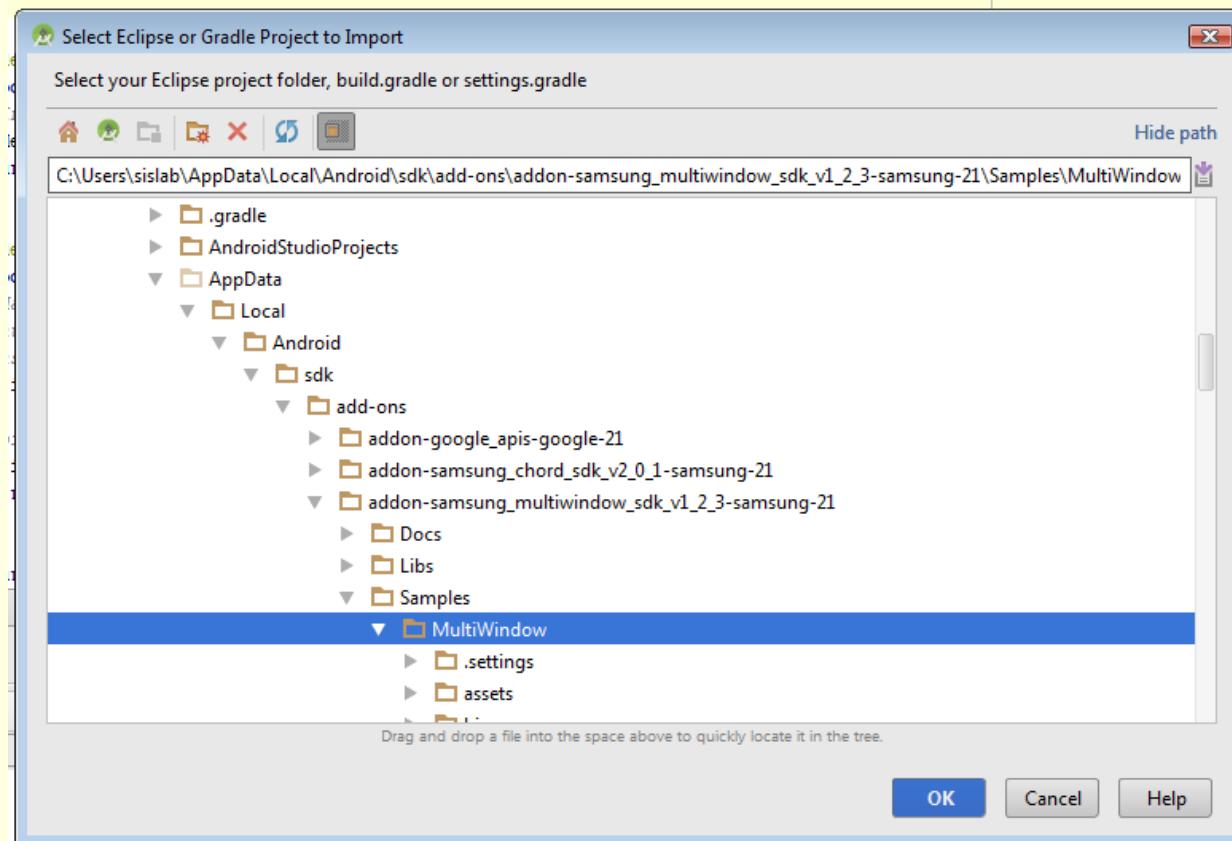 Select Eclipse or Gradle Project to Import
Select your Eclipse project folder, build.gradle or settings.gradle
Hide path
C:\Users\sislab\AppData\Local\Android\sdk\add-ons\addon-samsung_multiwindow_sdk_v1_2_3-samsung-21\Samples\MultiWindow
.gradle
AndroidStudioProjects
AppData
Local
Android
sdk
add-ons
addon-google_apis-google-21
addon-samsung_chord_sdk_v2_0_1-samsung-21
addon-samsung_multiwindow_sdk_v1_2_3-samsung-21
Docs
Libs
Samples
MultiWindow
.settings
assets
Drag and drop a file into the space above to quickly locate it in the tree.
OK Cancel Help